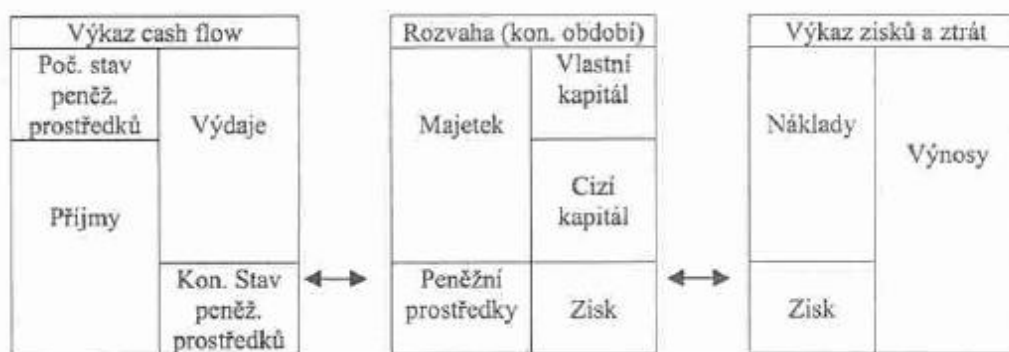 Výkaz cash flow
Poč. stav
peněž.
prostředků
Výdaje
Příjmy
Kon. Stav
peněž.
prostředků
Rozvaha (kon. období)
Majetek
Vlastní
kapitál
Cizí
kapitál
Peněžní
prostředky
Zisk
Výkaz zisků a ztrát
Náklady
Výnosy
Zisk